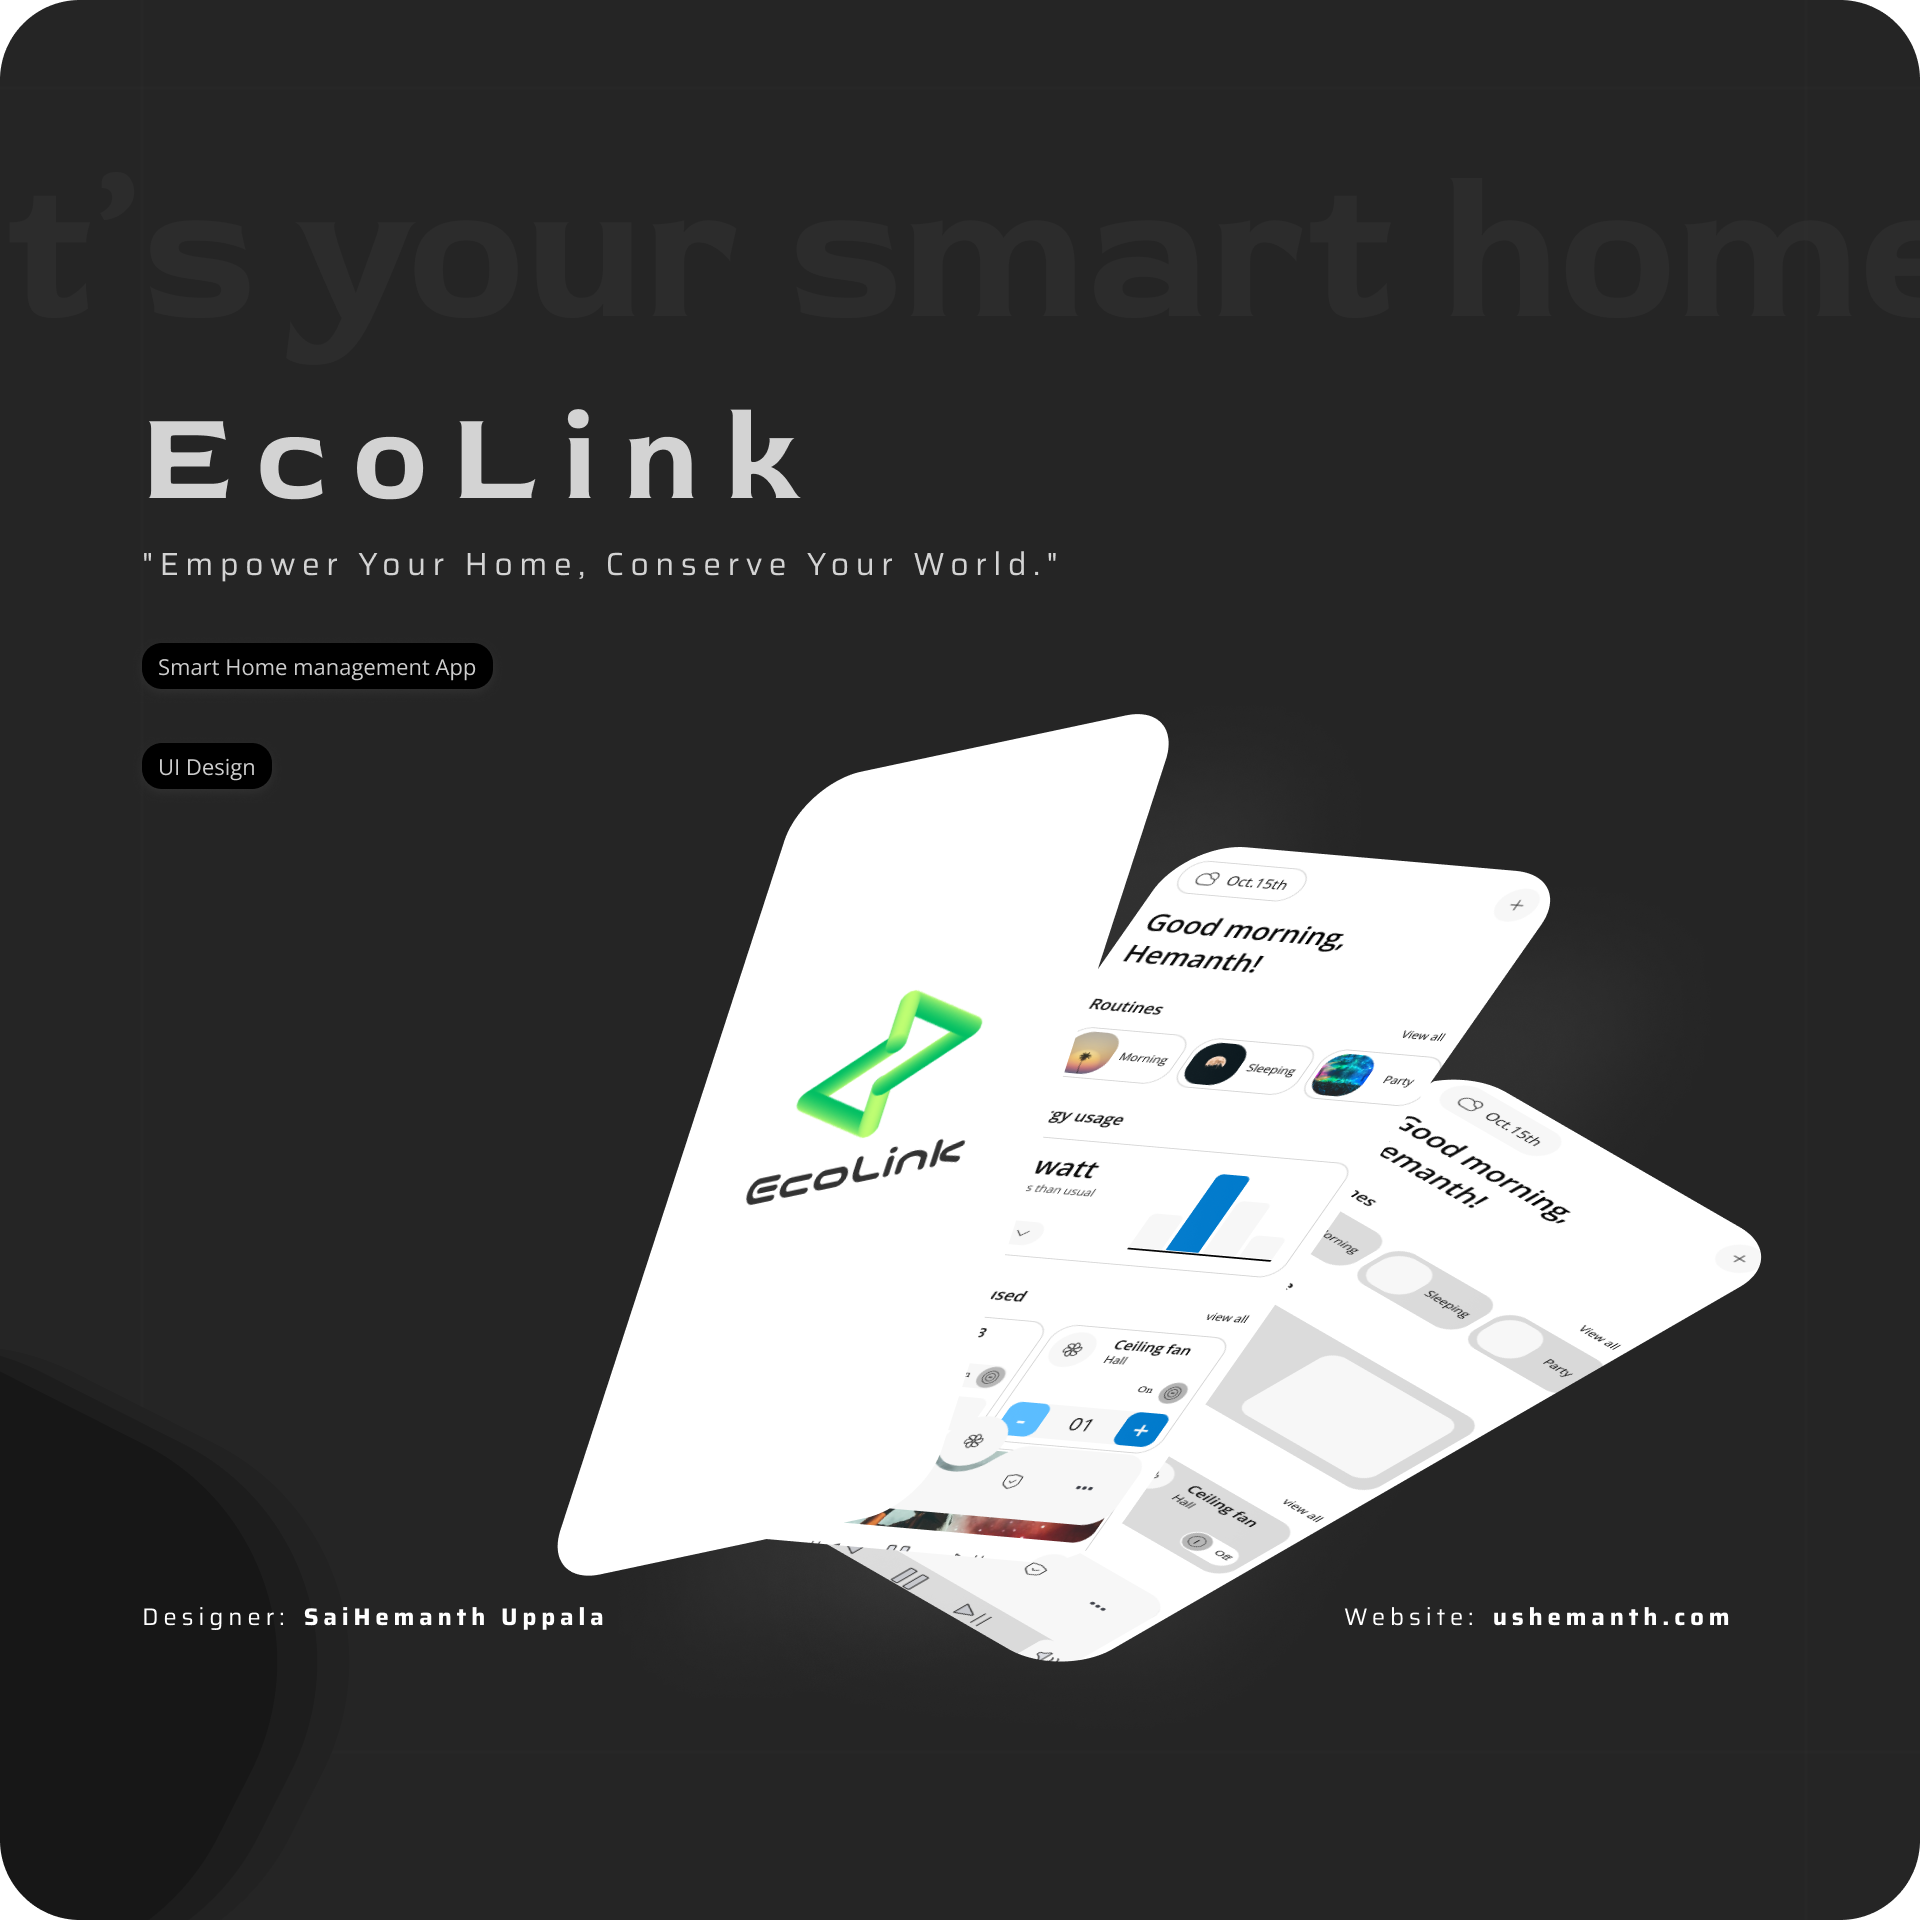 t’s your smart home
EcoLink
"Empower Your Home, Conserve Your World."
Smart Home management App
UI Design
EcoLink
Oct.15th
+
Good morning,
Hemanth!
Routines
View all
Morning
Sleeping
Party
gy usage
watt
s than usual
used
view all
3
Ceiling fan
Hall
On
-
01
+
Oct.15th
+
Good morning,
emanth!
nes
View all
orning
Sleeping
Party
?
view all
Ceiling fan
Hall
Off
Designer: SaiHemanth Uppala
Website: ushemanth.com